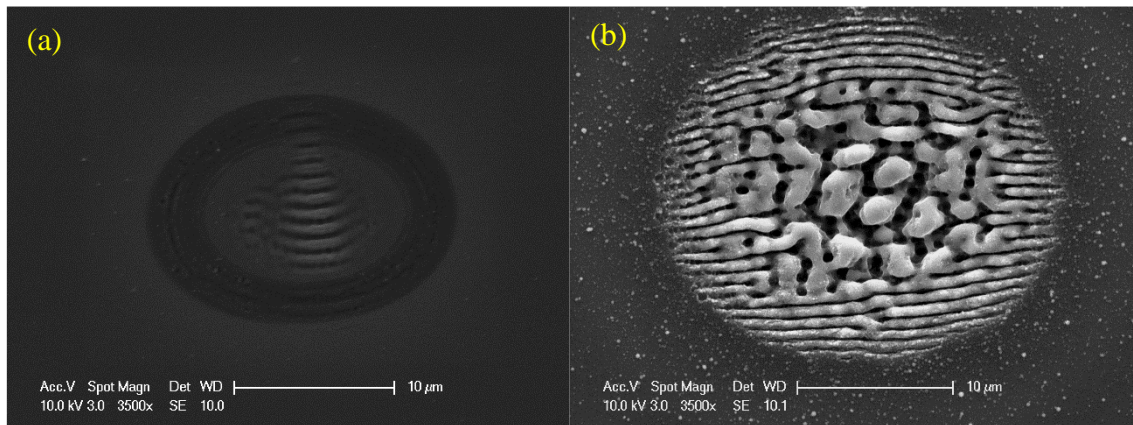 (a)
Acc.V Spot Magn Det WD 10 μm
10.0 kV 3.0 3500x SE 10.0
(b)
Acc.V Spot Magn Det WD 10 μm
10.0 kV 3.0 3500x SE 10.1